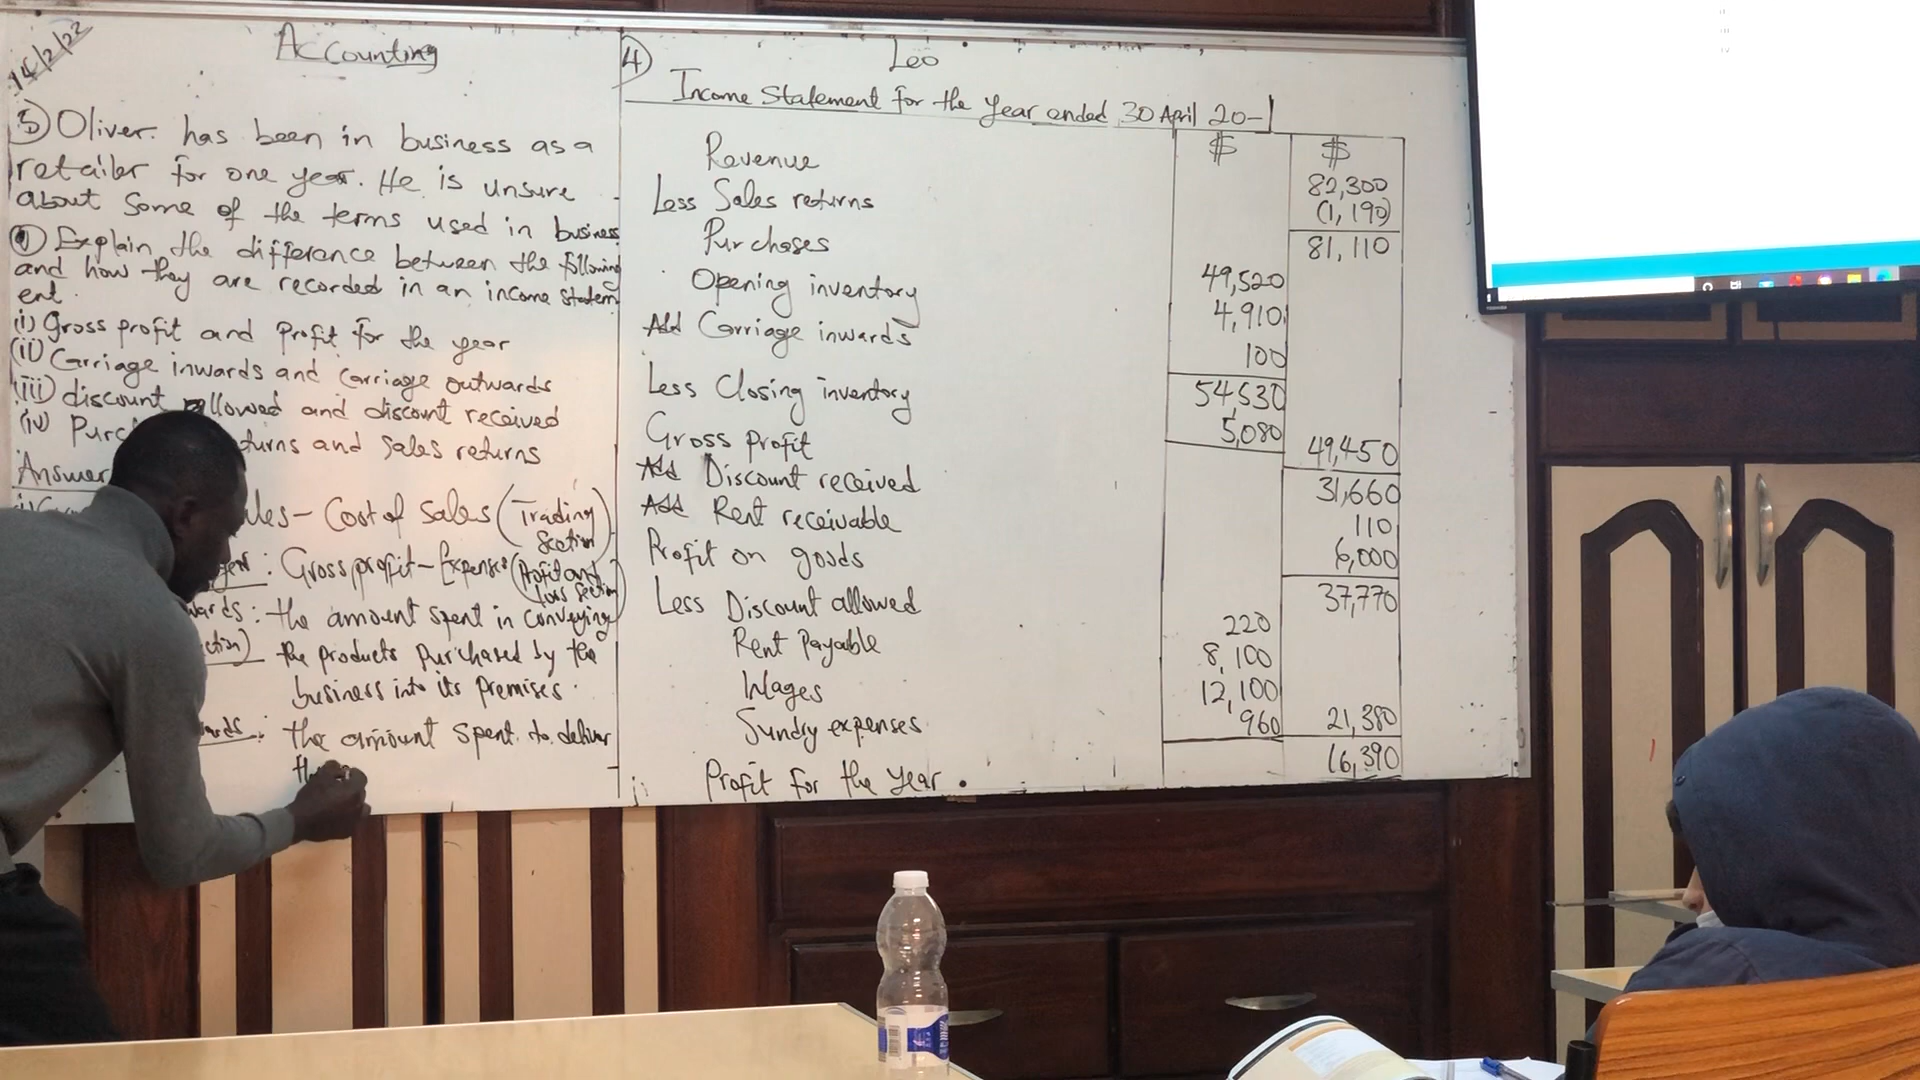 14/2/22
Accounting
5) Oliver has been in business as a
retailer for one year. He is unsure
about some of the terms used in business
Explain the difference between the following
and how they are recorded in an income statem
ent.
(i) Gross profit and Profit for the year
(ii) Carriage inwards and carriage outwards
(iii) discount allowed and discount received
(iv) and sales returns
Answer
- Cost of Sales (Trading
Section)
: Gross profit - Expenses (Profit and
Loss Section)
: the amount spent in conveying
the products purchased by the
business into its premises.
: the amount spent to deliver
4) Leo
Income Statement for the year ended 30 April 20-1
$ $
Revenue 82,300
Less Sales returns (1,190)
81,110
Purchases 49,520
Opening inventory 4,910
Add Carriage inwards 100
54,530
Less Closing inventory 5,080 49,450
Gross profit 31,660
Add Discount received 110
Add Rent receivable 6,000
Profit on goods 37,770
Less Discount allowed 220
Rent Payable 8,100
Wages 12,100
Sundry expenses 960 21,380
Profit for the year. 16,390